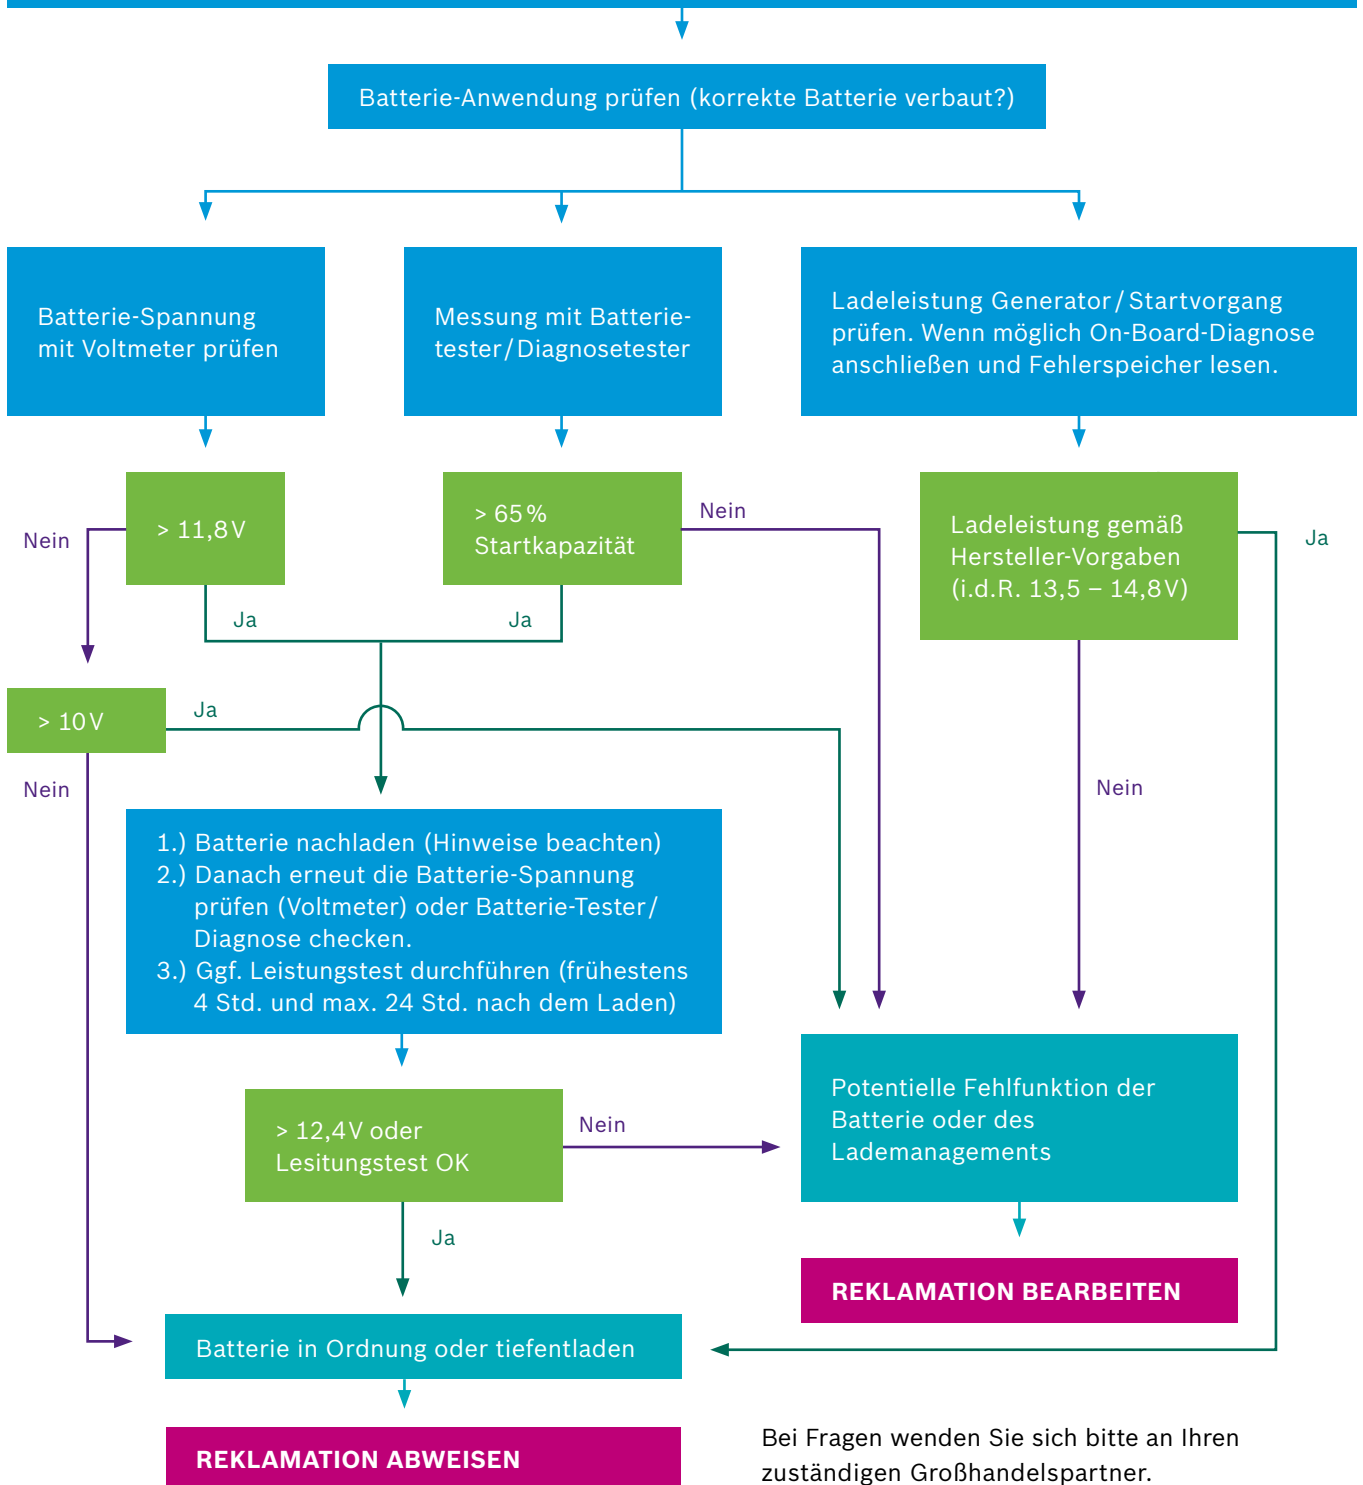 Batterie-Anwendung prüfen (korrekte Batterie verbaut?)
Batterie-Spannung
mit Voltmeter prüfen
Messung mit Batterie-
tester/Diagnosetester
Ladeleistung Generator/Startvorgang
prüfen. Wenn möglich On-Board-Diagnose
anschließen und Fehlerspeicher lesen.
Nein
> 11,8V
> 65%
Startkapazität
Nein
Ladeleistung gemäß
Hersteller-Vorgaben
(i.d.R. 13,5 – 14,8V)
Ja
Ja
Ja
> 10V
Ja
Nein
Nein
1.) Batterie nachladen (Hinweise beachten)
2.) Danach erneut die Batterie-Spannung
prüfen (Voltmeter) oder Batterie-Tester/
Diagnose checken.
3.) Ggf. Leistungstest durchführen (frühestens
4 Std. und max. 24 Std. nach dem Laden)
> 12,4V oder
Lesitungstest OK
Nein
Potentielle Fehlfunktion der
Batterie oder des
Lademanagements
Ja
REKLAMATION BEARBEITEN
Batterie in Ordnung oder tiefentladen
REKLAMATION ABWEISEN
Bei Fragen wenden Sie sich bitte an Ihren
zuständigen Großhandelspartner.